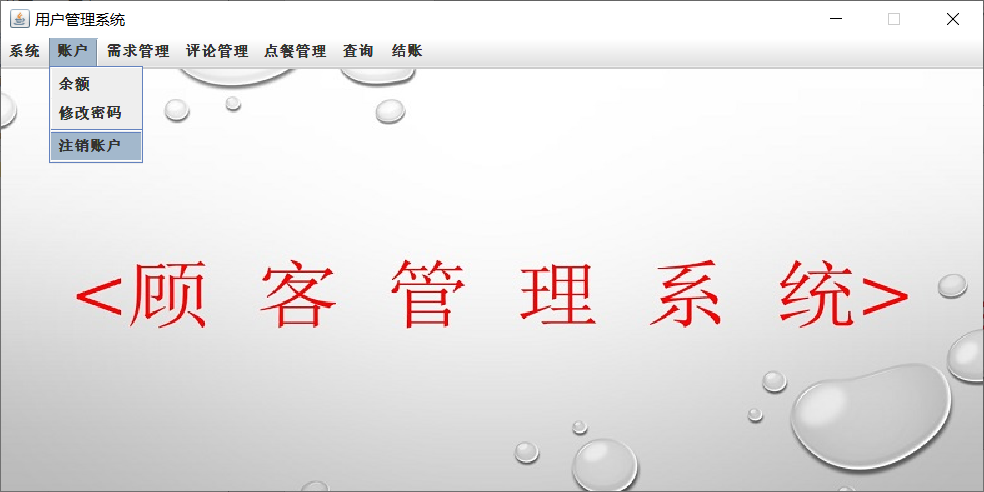 用户管理系统
系统 账户 需求管理 评论管理 点餐管理 查询 结账
余额
修改密码
注销账户
<顾 客 管 理 系 统>